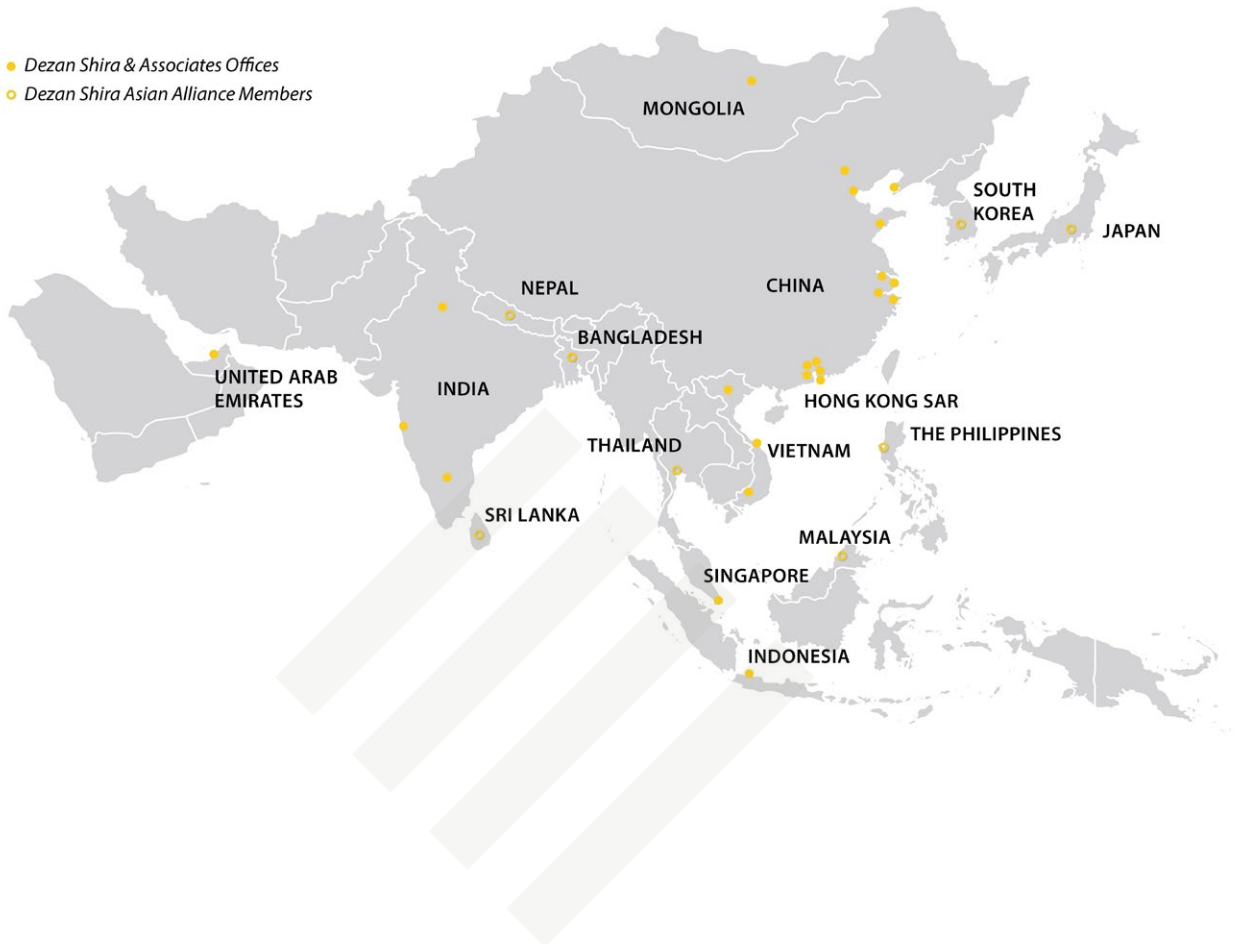 Dezan Shira & Associates Offices
Dezan Shira Asian Alliance Members
MONGOLIA
SOUTH
KOREA
JAPAN
CHINA
NEPAL
BANGLADESH
UNITED ARAB
EMIRATES
INDIA
HONG KONG SAR
THE PHILIPPINES
THAILAND
VIETNAM
SRI LANKA
MALAYSIA
SINGAPORE
INDONESIA